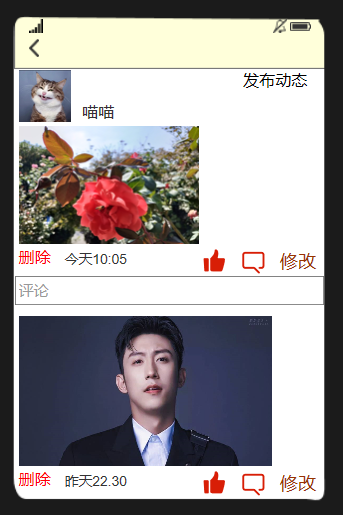 发布动态
喵喵
删除 今天10:05 修改
评论
删除 昨天22.30 修改